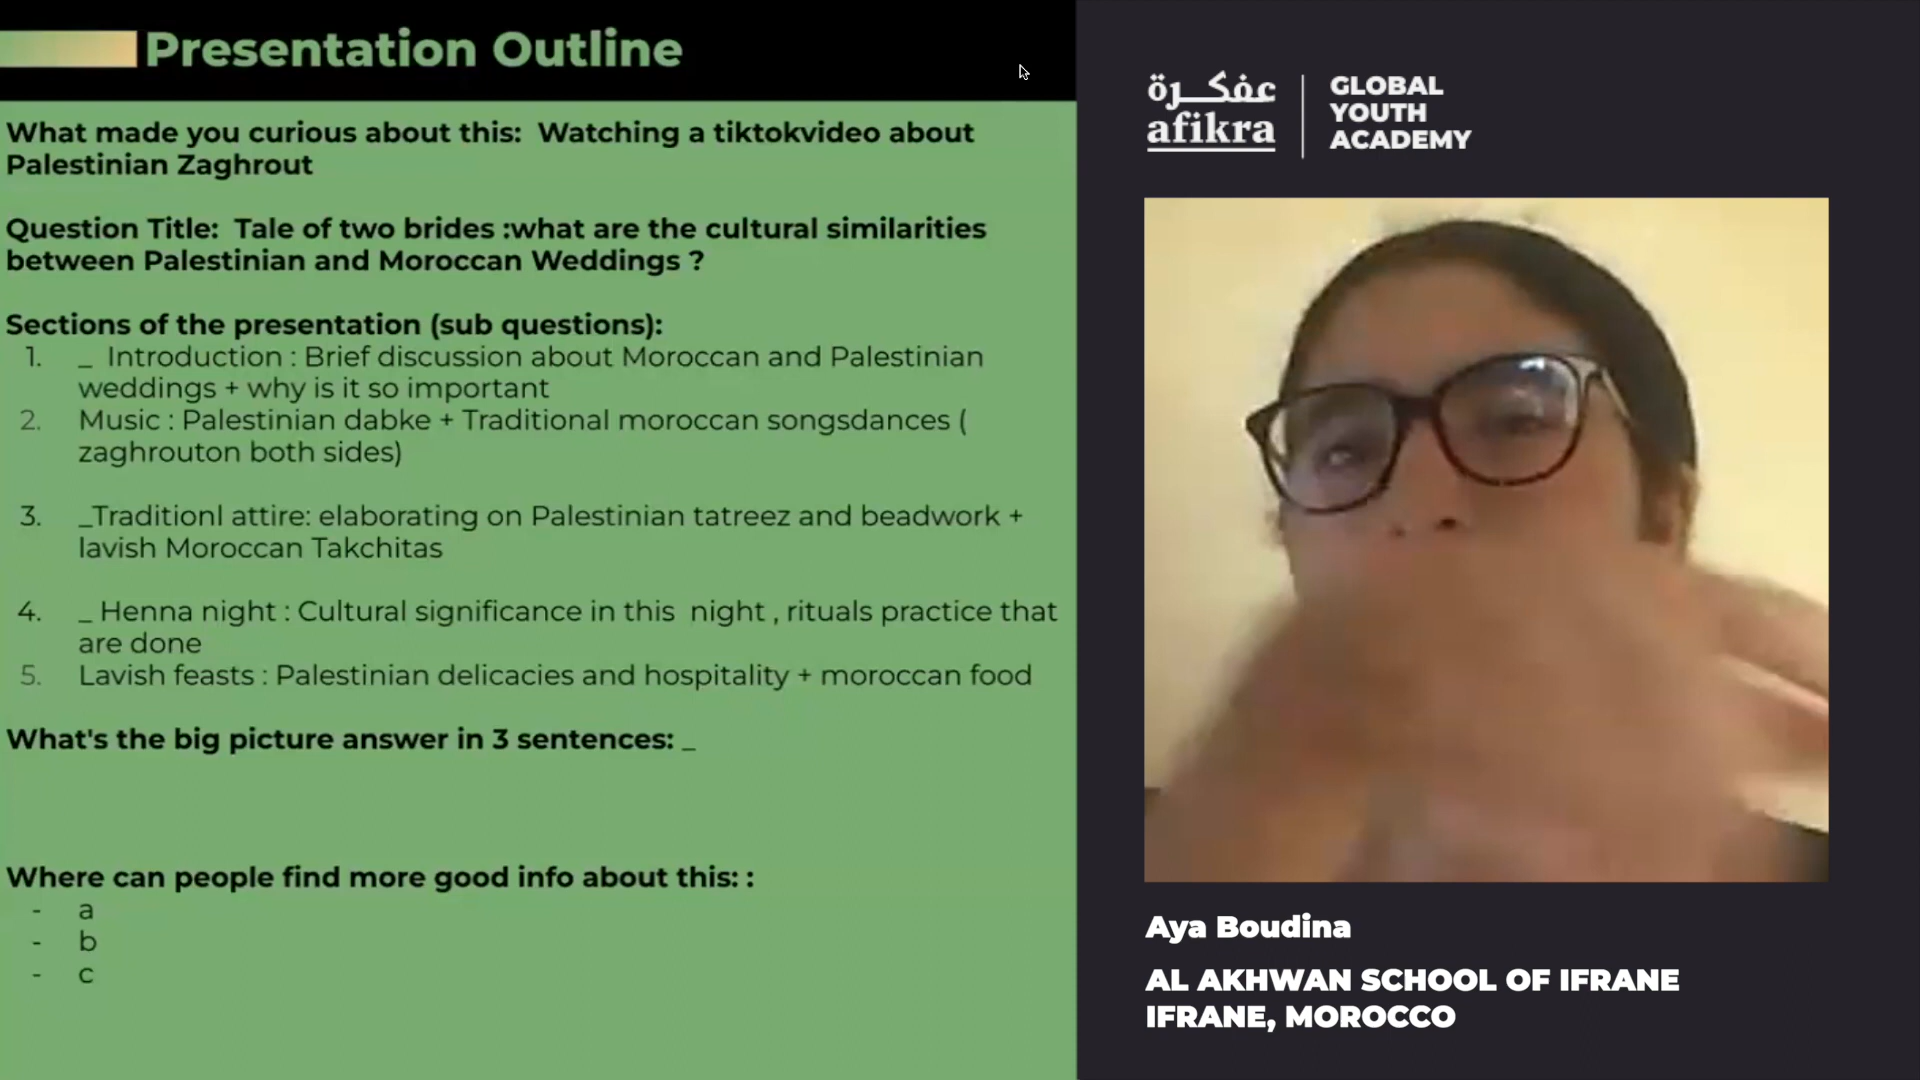 Presentation Outline
What made you curious about this:  Watching a tiktokvideo about
Palestinian Zaghrout
Question Title:  Tale of two brides :what are the cultural similarities
between Palestinian and Moroccan Weddings ?
Sections of the presentation (sub questions):
1. _ Introduction : Brief discussion about Moroccan and Palestinian
weddings + why is it so important
2. Music : Palestinian dabke + Traditional moroccan songsdances (
zaghrouton both sides)
3. _Traditionl attire: elaborating on Palestinian tatreez and beadwork +
lavish Moroccan Takchitas
4. _ Henna night : Cultural significance in this  night , rituals practice that
are done
5. Lavish feasts : Palestinian delicacies and hospitality + moroccan food
What's the big picture answer in 3 sentences: _
Where can people find more good info about this: :
- a
- b
- c
عفكرة
afikra
GLOBAL
YOUTH
ACADEMY
Aya Boudina
AL AKHWAN SCHOOL OF IFRANE
IFRANE, MOROCCO